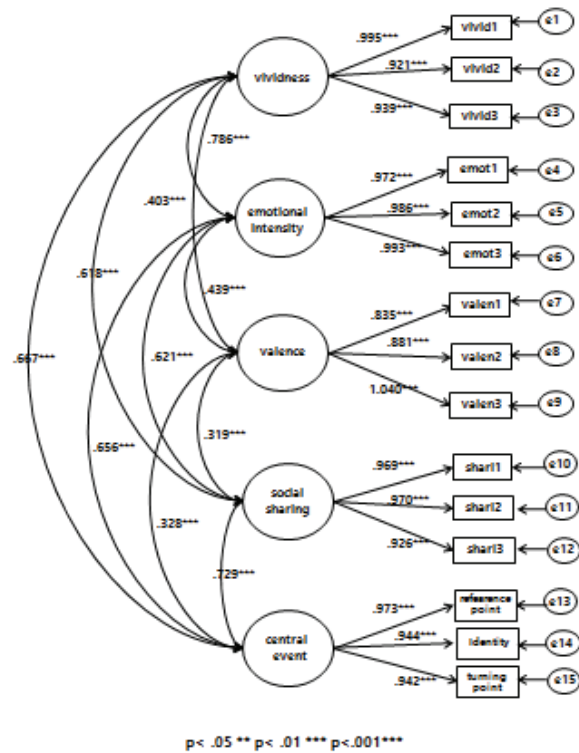 .995***
vivid1
e1
vividness
.921***
vivid2
e2
.939***
vivid3
e3
.786***
.972***
emot1
e4
.403***
emotional
intensity
.986***
emot2
e5
.993***
emot3
e6
.618***
.439***
.835***
valen1
e7
.667***
.621***
valence
.881***
valen2
e8
1.040***
valen3
e9
.656***
.319***
.969***
shari1
e10
social
sharing
.970***
shari2
e11
.328***
.926***
shari3
e12
.729***
.973***
point
e13
central
event
.944***
identity
e14
.942***
turning
point
e15
p< .05 ** p< .01 *** p<.001***